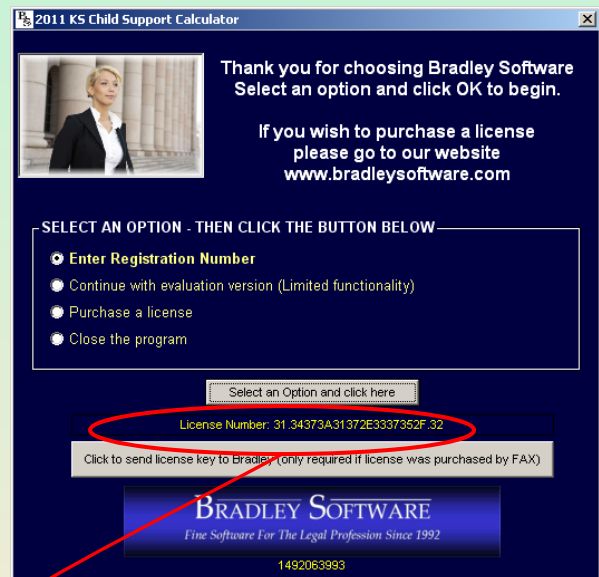 2011 KS Child Support Calculator
Thank you for choosing Bradley Software
Select an option and click OK to begin.
If you wish to purchase a license
please go to our website
www.bradleysoftware.com
SELECT AN OPTION - THEN CLICK THE BUTTON BELOW
Enter Registration Number
Continue with evaluation version (Limited functionality)
Purchase a license
Close the program
Select an Option and click here
License Number: 31.34373A31372E3337352F.32
Click to send license key to Bradley (only required if license was purchased by FAX)
BRADLEY SOFTWARE
Fine Software For The Legal Profession Since 1992
1492063993